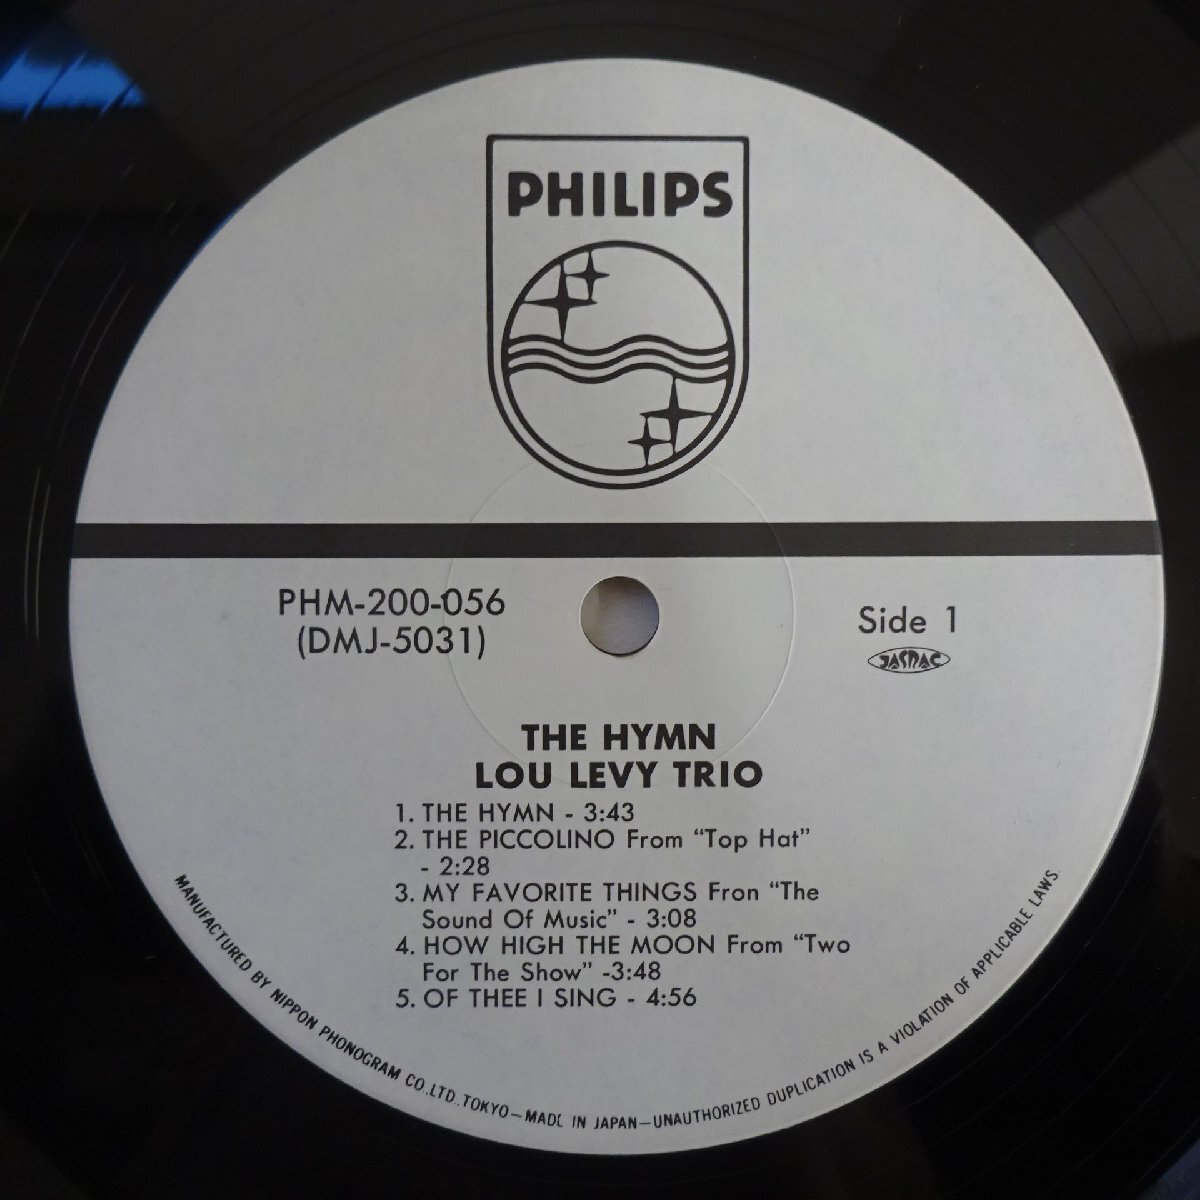 PHILIPS
PHM-200-056
(DMJ-5031)
Side 1
JASRAC
THE HYMN
LOU LEVY TRIO
1. THE HYMN - 3:43
2. THE PICCOLINO From “Top Hat”
- 2:28
3. MY FAVORITE THINGS Fron “The
Sound Of Music” - 3:08
4. HOW HIGH THE MOON From “Two
For The Show” -3:48
5. OF THEE I SING - 4:56
MANUFACTURED BY NIPPON PHONOGRAM CO.,LTD.,TOKYO—MADE IN JAPAN—UNAUTHORIZED DUPLICATION IS A VIOLATION OF APPLICABLE LAWS